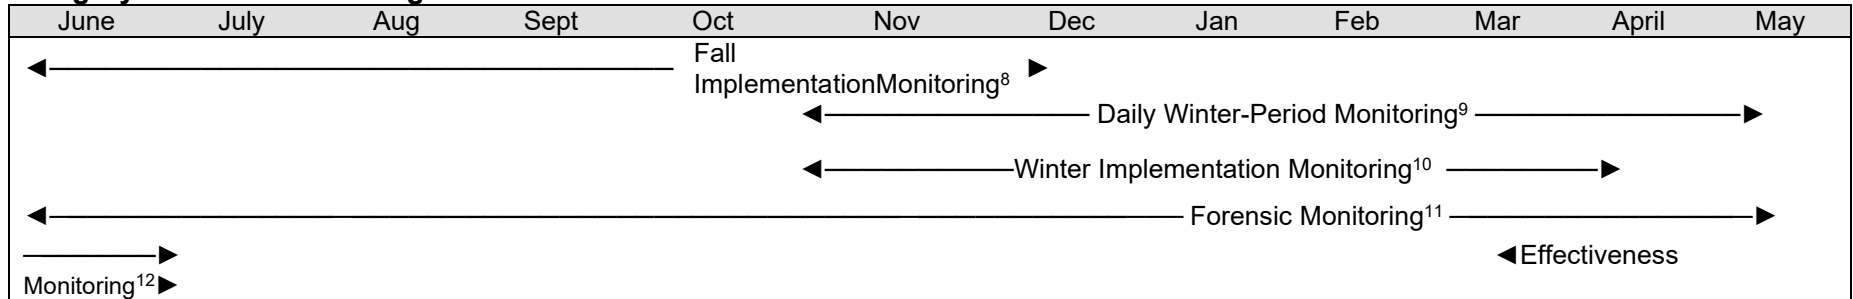 June July Aug Sept Oct Nov Dec Jan Feb Mar April May
Fall
ImplementationMonitoring8
Daily Winter-Period Monitoring9
Winter Implementation Monitoring10
Forensic Monitoring11
Effectiveness
Monitoring12